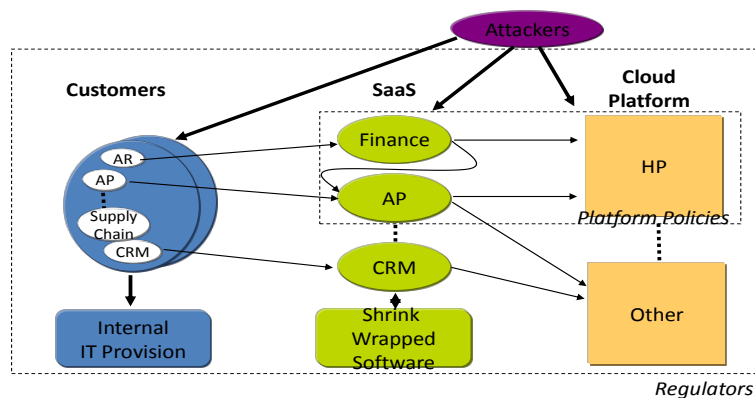 Attackers
Customers
SaaS
Cloud
Platform
AR
AP
Supply
Chain
CRM
Finance
AP
CRM
HP
Platform Policies
Other
Internal
IT Provision
Shrink
Wrapped
Software
Regulators